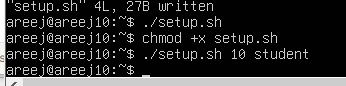 "setup.sh" 4L, 27B written
areej@areej10:~$ ./setup.sh
areej@areej10:~$ chmod +x setup.sh
areej@areej10:~$ ./setup.sh 10 student
areej@areej10:~$